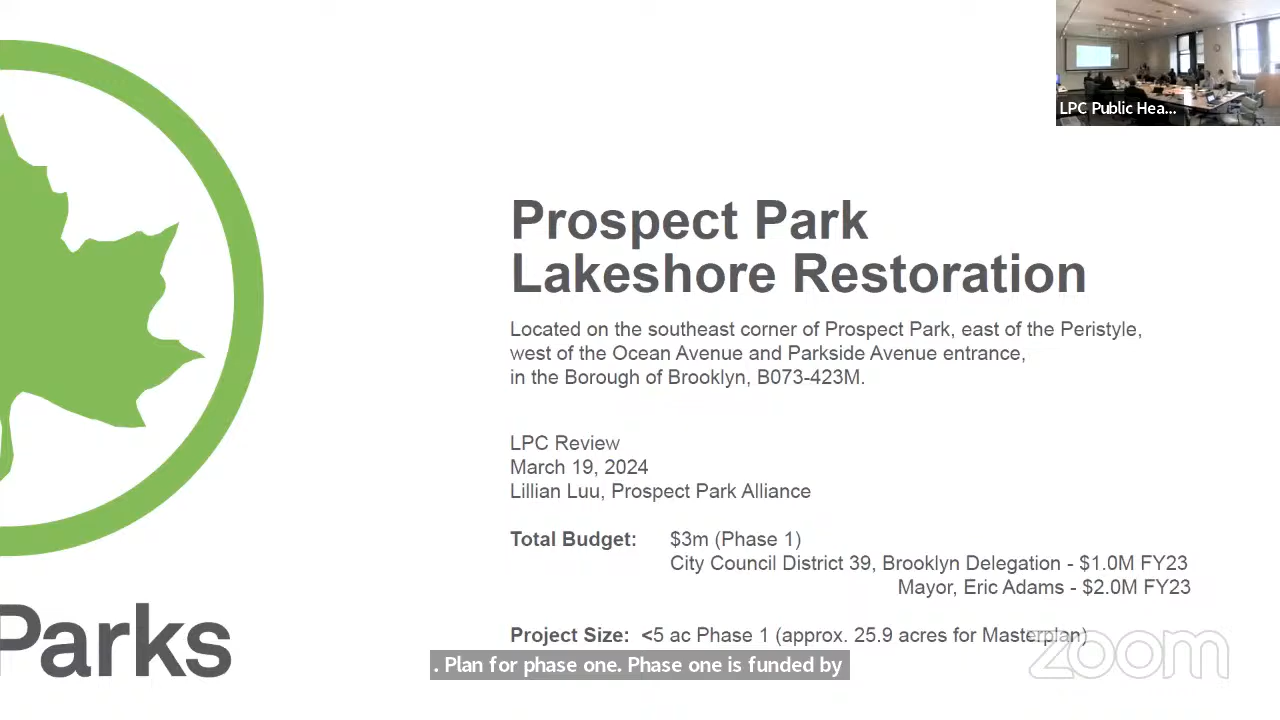 LPC Public Hea...
Prospect Park
Lakeshore Restoration
Located on the southeast corner of Prospect Park, east of the Peristyle,
west of the Ocean Avenue and Parkside Avenue entrance,
in the Borough of Brooklyn, B073-423M.
LPC Review
March 19, 2024
Lillian Luu, Prospect Park Alliance
Total Budget: $3m (Phase 1)
City Council District 39, Brooklyn Delegation - $1.0M FY23
Mayor, Eric Adams - $2.0M FY23
Project Size: <5 ac Phase 1 (approx. 25.9 acres for Masterplan)
Parks
. Plan for phase one. Phase one is funded by
zoom